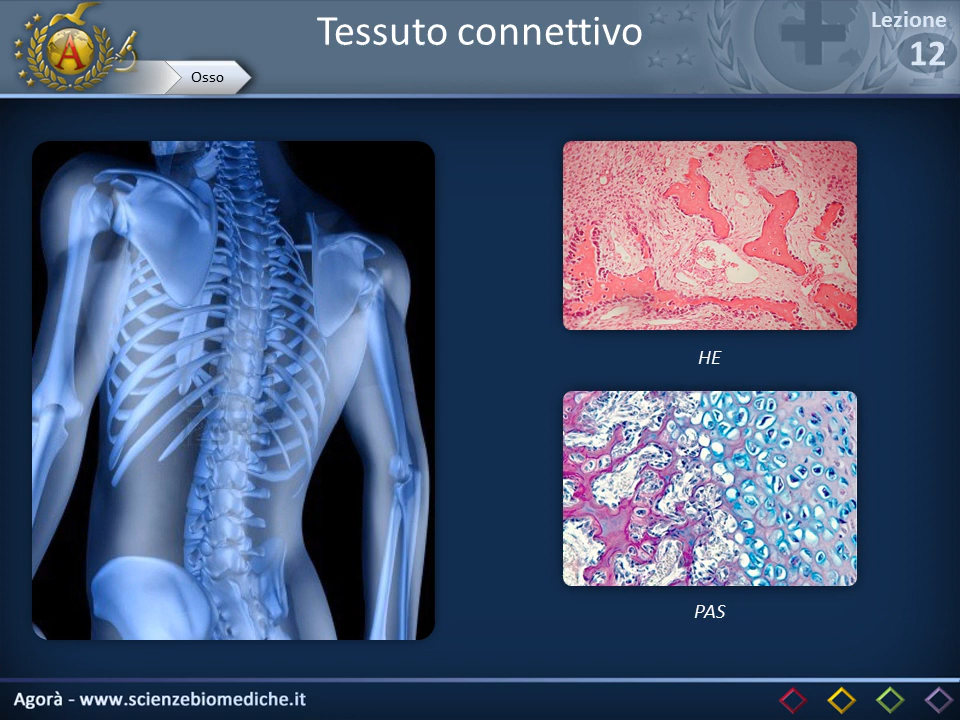 Tessuto connettivo
Lezione
12
A
Osso
HE
PAS
Agorà - www.scienzebiomediche.it